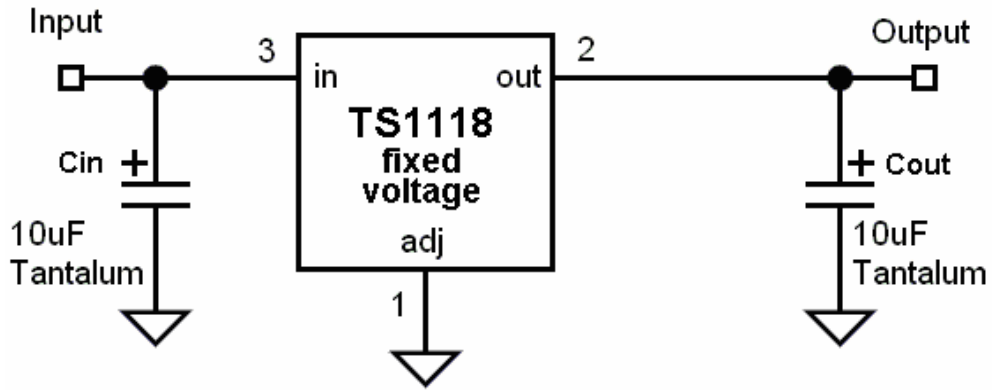 Input
Output
3
2
in
out
TS1118
fixed
voltage
adj
1
Cin +
10uF
Tantalum
+ Cout
10uF
Tantalum